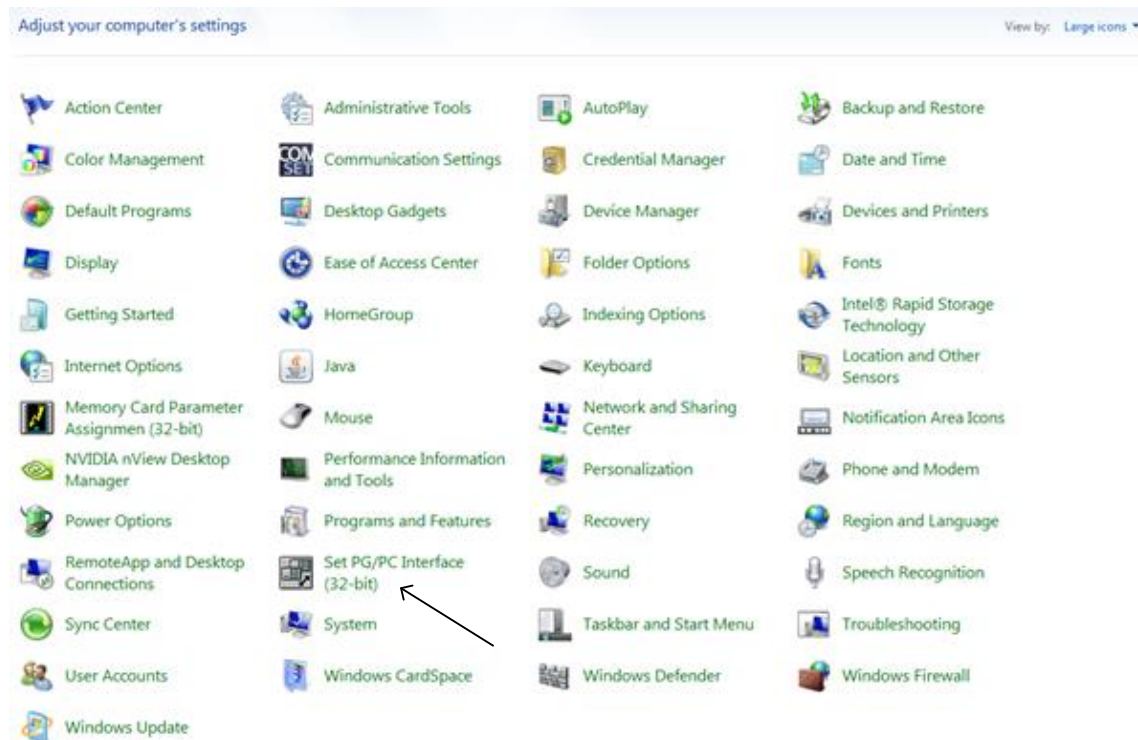 Adjust your computer's settings
View by: Large icons
Action Center
Administrative Tools
AutoPlay
Backup and Restore
Color Management
COM
SET
Communication Settings
Credential Manager
Date and Time
Default Programs
Desktop Gadgets
Device Manager
Devices and Printers
Display
Ease of Access Center
Folder Options
Fonts
Getting Started
HomeGroup
Indexing Options
Intel® Rapid Storage
Technology
Internet Options
Java
Keyboard
Location and Other
Sensors
Memory Card Parameter
Assignmen (32-bit)
Mouse
Network and Sharing
Center
Notification Area Icons
NVIDIA nView Desktop
Manager
Performance Information
and Tools
Personalization
Phone and Modem
Power Options
Programs and Features
Recovery
Region and Language
RemoteApp and Desktop
Connections
Set PG/PC Interface
(32-bit)
Sound
Speech Recognition
Sync Center
System
Taskbar and Start Menu
Troubleshooting
User Accounts
Windows CardSpace
Windows Defender
Windows Firewall
Windows Update